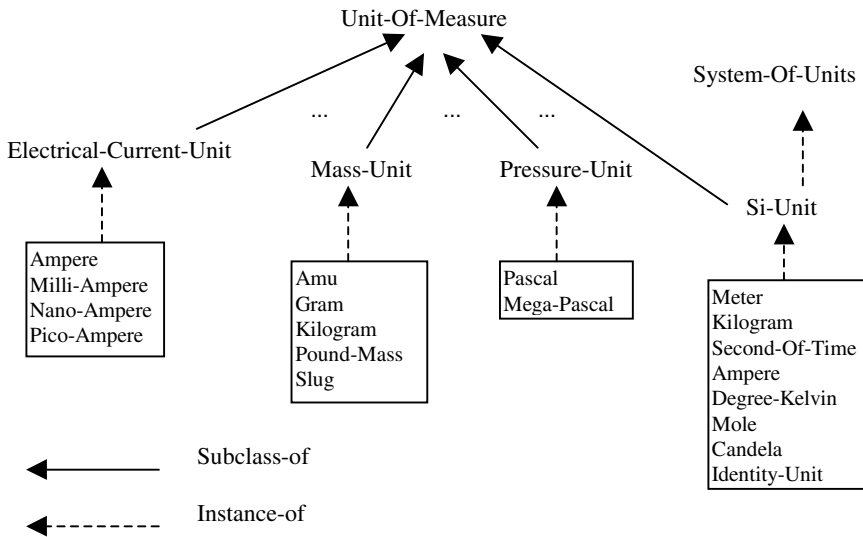 Unit-Of-Measure
System-Of-Units
... ... ...
Electrical-Current-Unit
Mass-Unit
Pressure-Unit
Si-Unit
Ampere
Milli-Ampere
Nano-Ampere
Pico-Ampere
Amu
Gram
Kilogram
Pound-Mass
Slug
Pascal
Mega-Pascal
Meter
Kilogram
Second-Of-Time
Ampere
Degree-Kelvin
Mole
Candela
Identity-Unit
Subclass-of
Instance-of